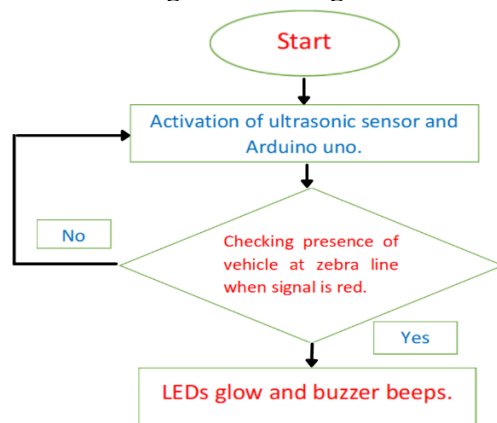 Start
Activation of ultrasonic sensor and
Arduino uno.
No
Checking presence of
vehicle at zebra line
when signal is red.
Yes
LEDs glow and buzzer beeps.